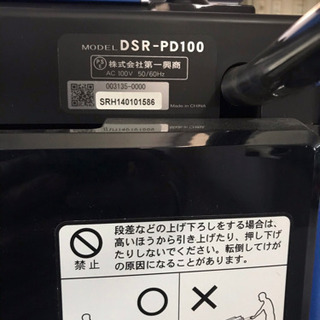 MODEL DSR-PD100
株式会社第一興商
AC 100V 50/60Hz
003135-0000
SRH140101586
Made in CHINA
禁止
段差などの上げ下ろしをする場合は、
高いほうから引き上げたり、押し下げ
たりしないでください。転倒してけが
の原因になることがあります。